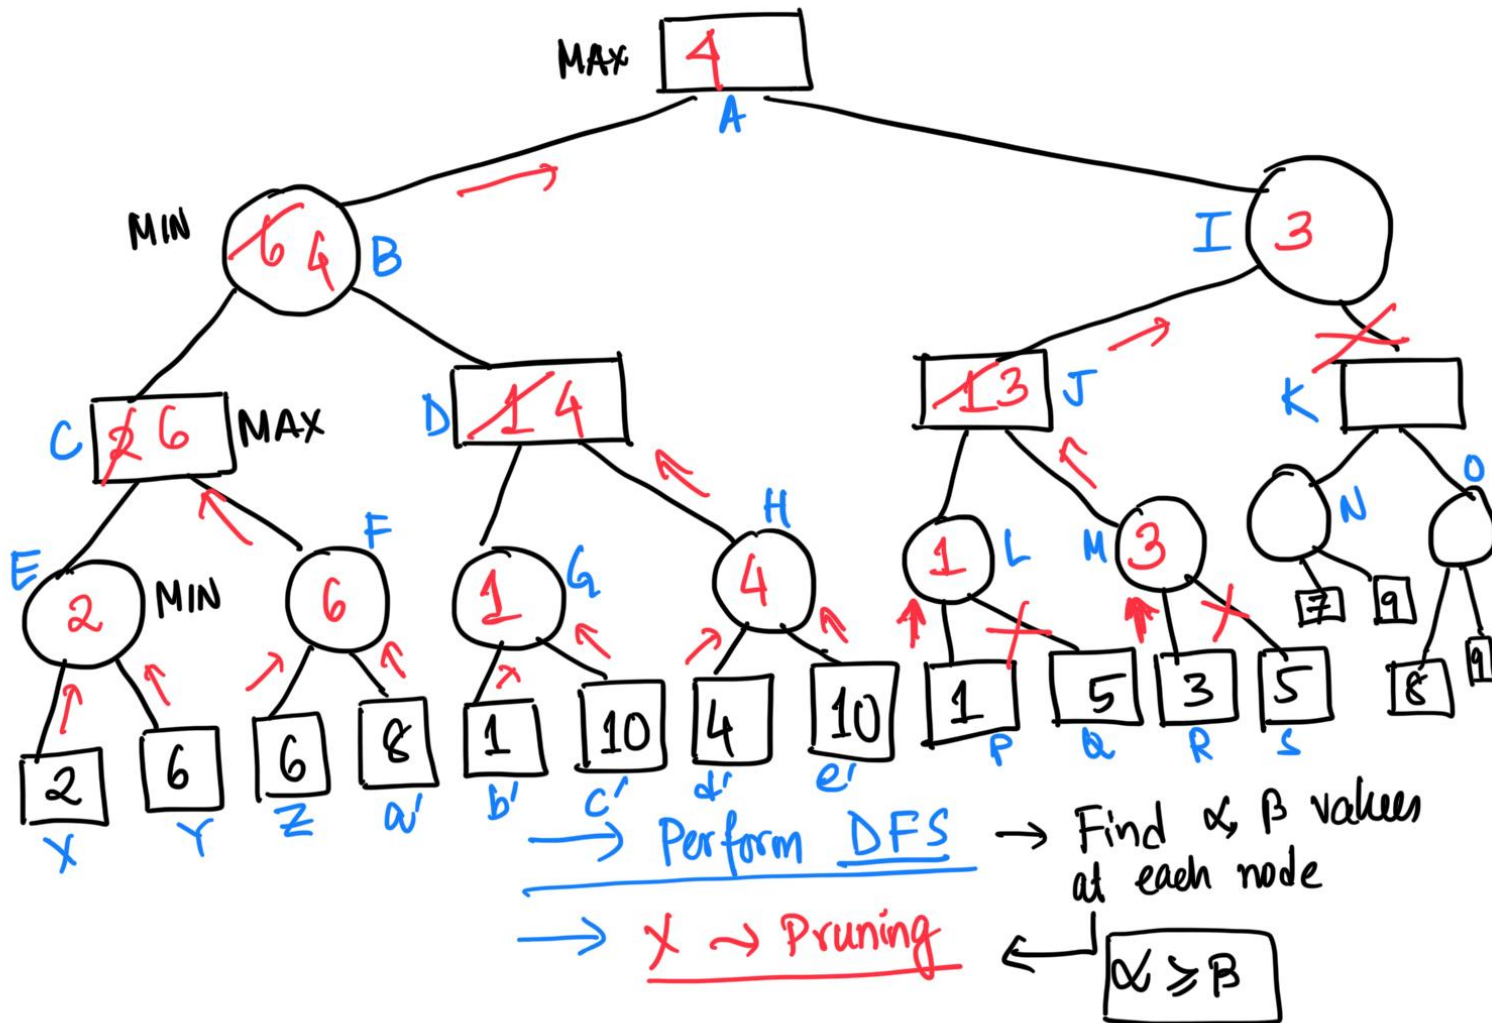 MAX 4
A
MIN 6 4 B
I 3
C 2 6 MAX
D 1 4
1 3 J
K
E 2 MIN
F 6
1 G
H 4
1 L
M 3
N
O
7 9
8 9
2 6 6 8 1 10 4 10 1 5 3 5
X Y Z a' b' c' d' e' P Q R S
→ Perform DFS → Find α, β values
at each node
→ X → Pruning
α ≥ β